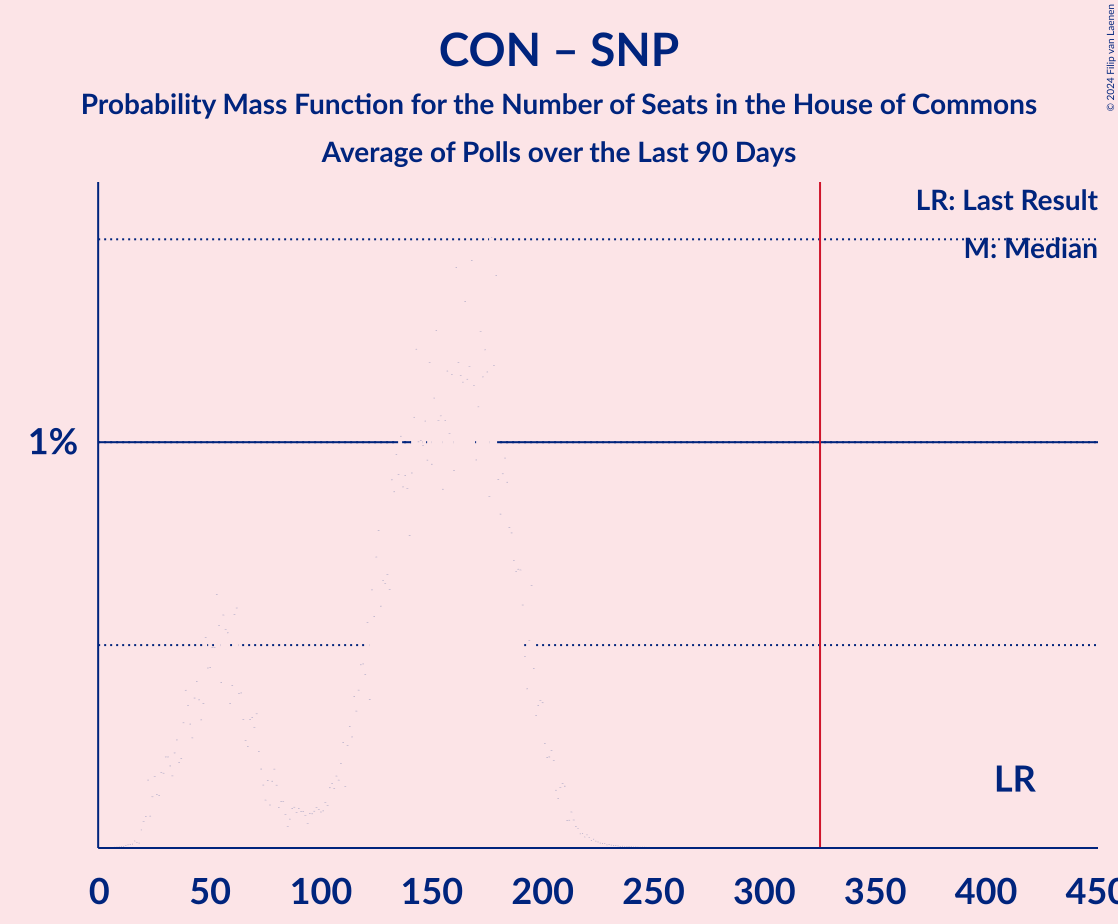 CON – SNP
Probability Mass Function for the Number of Seats in the House of Commons
Average of Polls over the Last 90 Days
© 2024 Filip van Laenen
LR: Last Result
M: Median
1%
LR
0 50 100 150 200 250 300 350 400 450